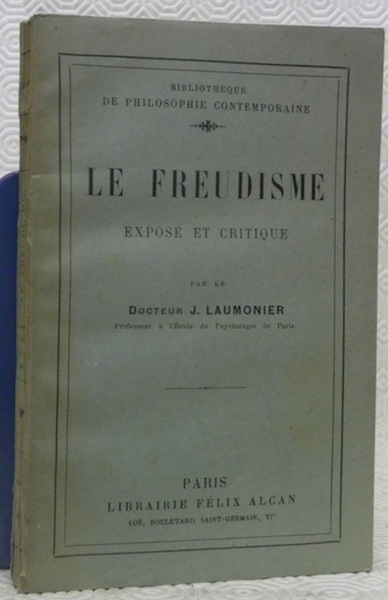 BIBLIOTHÈQUE
DE PHILOSOPHIE CONTEMPORAINE
LE FREUDISME
EXPOSÉ ET CRITIQUE
PAR LE
DOCTEUR J. LAUMONIER
Professeur à l'École de Psychologie de Paris.
PARIS
LIBRAIRIE FÉLIX ALCAN
108, BOULEVARD SAINT-GERMAIN, VIe